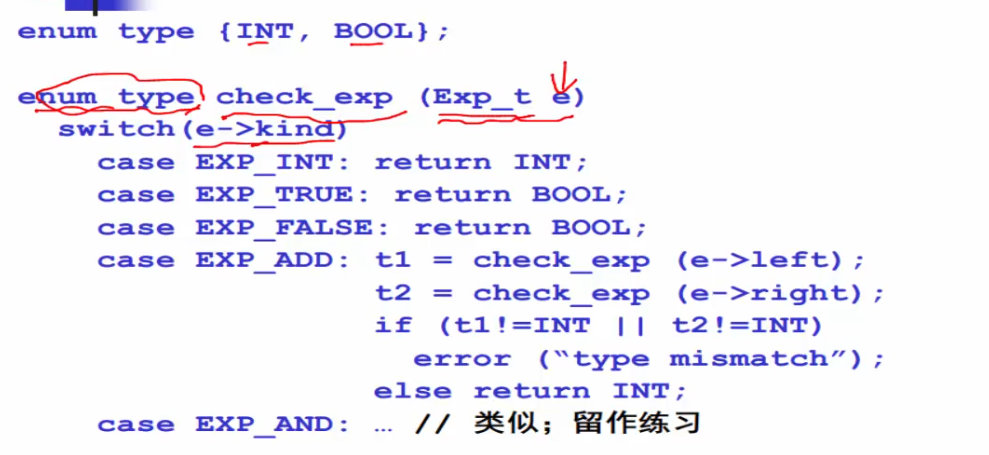 enum type {INT, BOOL};
enum type check_exp (Exp_t e)
switch(e->kind)
case EXP_INT: return INT;
case EXP_TRUE: return BOOL;
case EXP_FALSE: return BOOL;
case EXP_ADD: t1 = check_exp (e->left);
t2 = check_exp (e->right);
if (t1!=INT || t2!=INT)
error (“type mismatch”);
else return INT;
case EXP_AND: … // 类似；留作练习